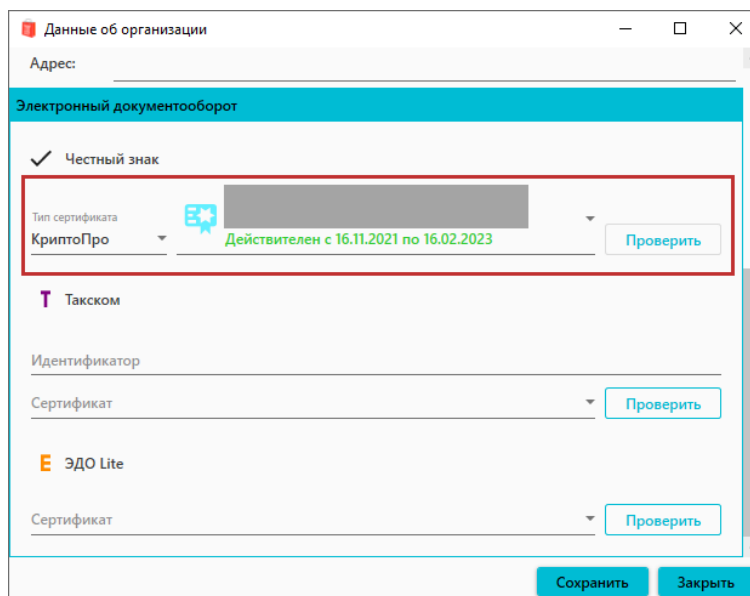 Данные об организации
Адрес:
Электронный документооборот
Честный знак
Тип сертификата
КриптоПро
Действителен с 16.11.2021 по 16.02.2023
Проверить
Т Такском
Идентификатор
Сертификат
Проверить
E ЭДО Lite
Сертификат
Проверить
Сохранить Закрыть